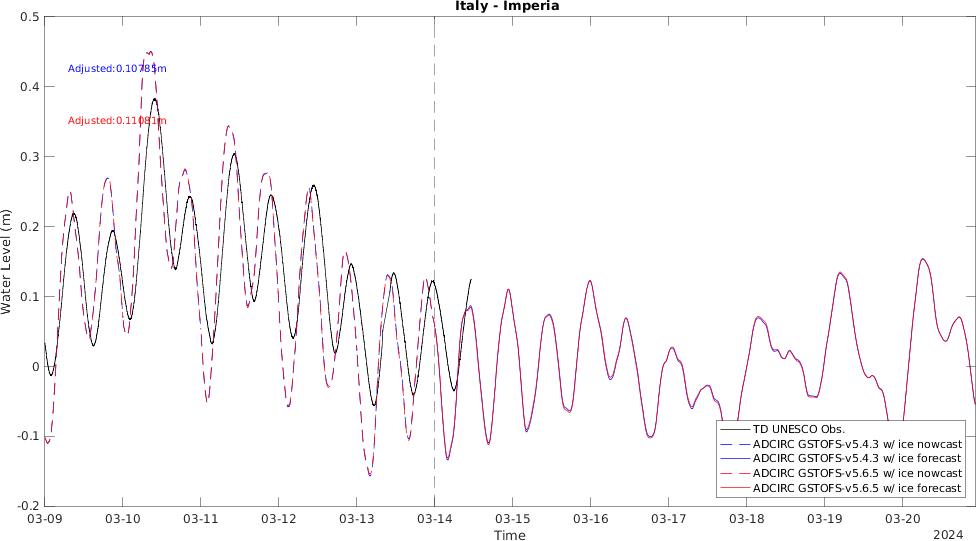 Italy - Imperia
0.5
0.4
0.3
0.2
0.1
0
-0.1
-0.2
Water Level (m)
Adjusted:0.10785m
Adjusted:0.11081m
TD UNESCO Obs.
ADCIRC GSTOFS-v5.4.3 w/ ice nowcast
ADCIRC GSTOFS-v5.4.3 w/ ice forecast
ADCIRC GSTOFS-v5.6.5 w/ ice nowcast
ADCIRC GSTOFS-v5.6.5 w/ ice forecast
03-09 03-10 03-11 03-12 03-13 03-14 03-15 03-16 03-17 03-18 03-19 03-20
Time
2024